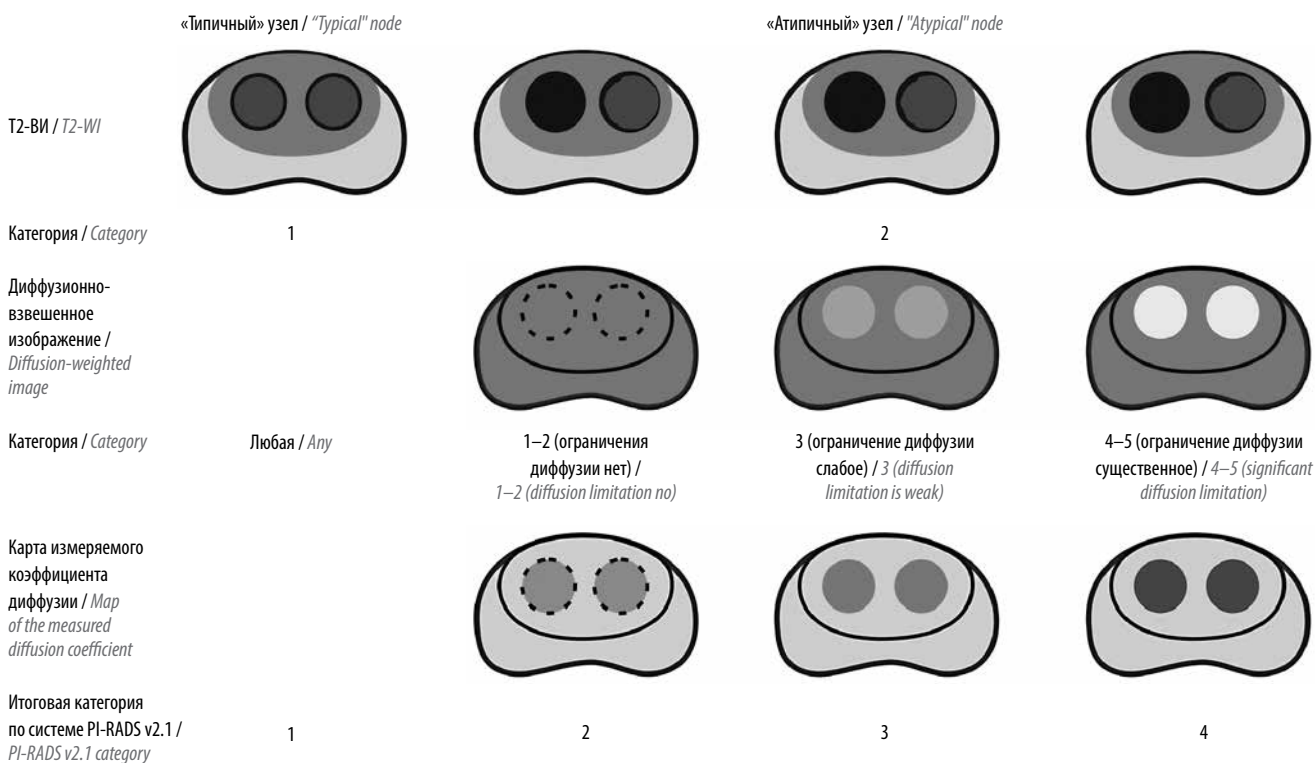 «Типичный» узел / "Typical" node
«Атипичный» узел / "Atypical" node
Т2-ВИ / T2-WI
Категория / Category
1
2
Диффузионно-
взвешенное
изображение /
Diffusion-weighted
image
Категория / Category
Любая / Any
1–2 (ограничения
диффузии нет) /
1–2 (diffusion limitation no)
3 (ограничение диффузии
слабое) / 3 (diffusion
limitation is weak)
4–5 (ограничение диффузии
существенное) / 4–5 (significant
diffusion limitation)
Карта измеряемого
коэффициента
диффузии / Map
of the measured
diffusion coefficient
Итоговая категория
по системе PI-RADS v2.1 /
PI-RADS v2.1 category
1
2
3
4